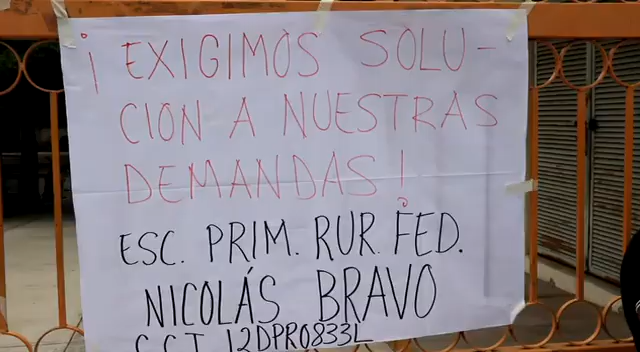 ¡ EXIGIMOS SOLU-
CION A NUESTRAS
DEMANDAS !
ESC. PRIM. RUR. FED.
NICOLÁS BRAVO
C.C.T. 12DPR0833L